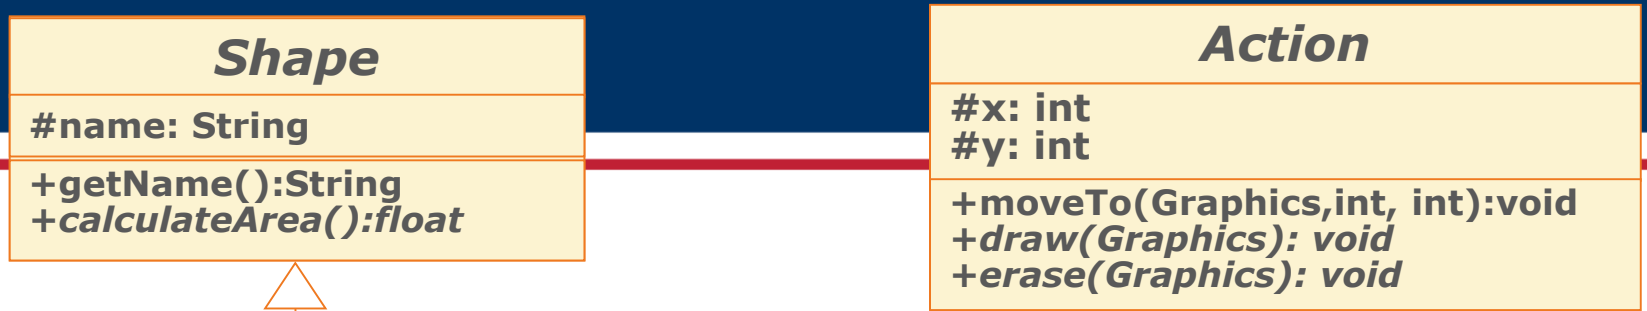 Shape
#name: String
+getName():String
+calculateArea():float
Action
#x: int
#y: int
+moveTo(Graphics,int, int):void
+draw(Graphics): void
+erase(Graphics): void